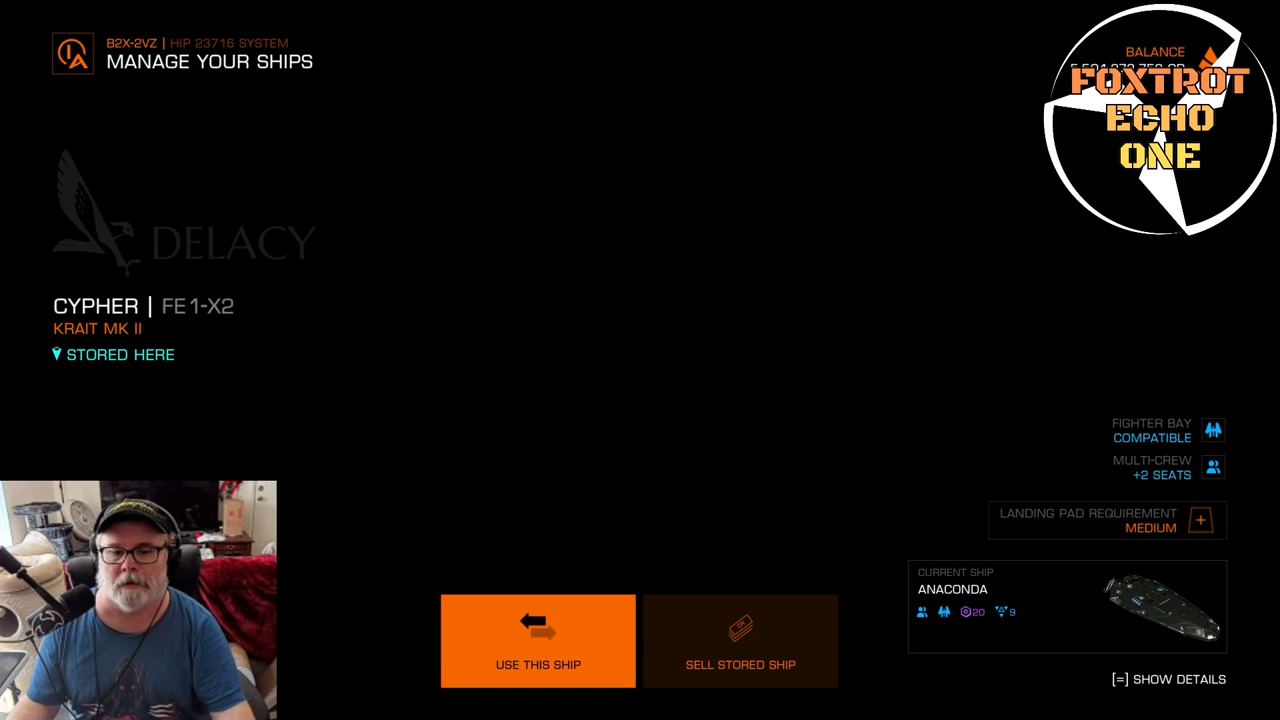 B2X-2VZ | HIP 23716 SYSTEM
MANAGE YOUR SHIPS
BALANCE
FOXTROT
ECHO
ONE
DELACY
CYPHER | FE1-X2
KRAIT MK II
STORED HERE
FIGHTER BAY
COMPATIBLE
MULTI-CREW
+2 SEATS
LANDING PAD REQUIREMENT
MEDIUM
CURRENT SHIP
ANACONDA
20
9
USE THIS SHIP
SELL STORED SHIP
[=] SHOW DETAILS